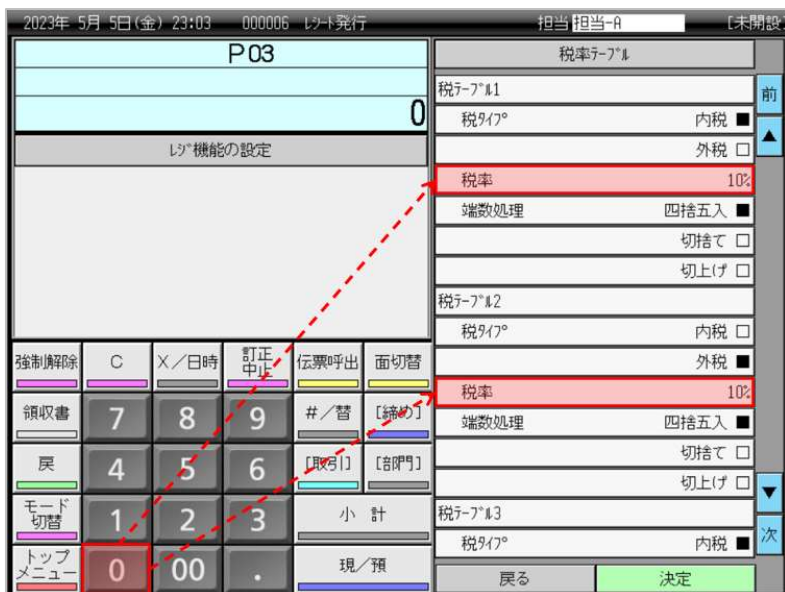 2023年 5月 5日(金) 23:03 000006 ﾚｼｰﾄ発行 担当 担当-A [未開設]
P03
0
ﾚｼﾞ機能の設定
強制解除 C X/日時 訂正中止 伝票呼出 面切替
領収書 7 8 9 #/替 [締め]
戻 4 5 6 [取引] [部門]
モード切替 1 2 3 小 計
トップメニュー 0 00 . 現/預
税率ﾃｰﾌﾞﾙ
税ﾃｰﾌﾞﾙ1
税ﾀｲﾌﾟ 内税 ■
外税 □
税率 10%
端数処理 四捨五入 ■
切捨て □
切上げ □
税ﾃｰﾌﾞﾙ2
税ﾀｲﾌﾟ 内税 □
外税 ■
税率 10%
端数処理 四捨五入 ■
切捨て □
切上げ □
税ﾃｰﾌﾞﾙ3
税ﾀｲﾌﾟ 内税 ■
前
▲
▼
次
戻る 決定